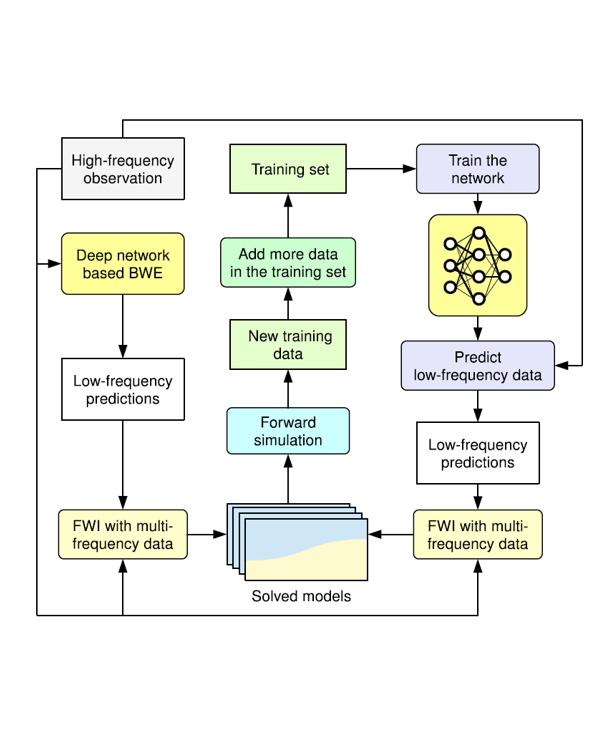 High-frequency
observation
Deep network
based BWE
Low-frequency
predictions
FWI with multi-
frequency data
Training set
Add more data
in the training set
New training
data
Forward
simulation
Solved models
Train the
network
Predict
low-frequency data
Low-frequency
predictions
FWI with multi-
frequency data